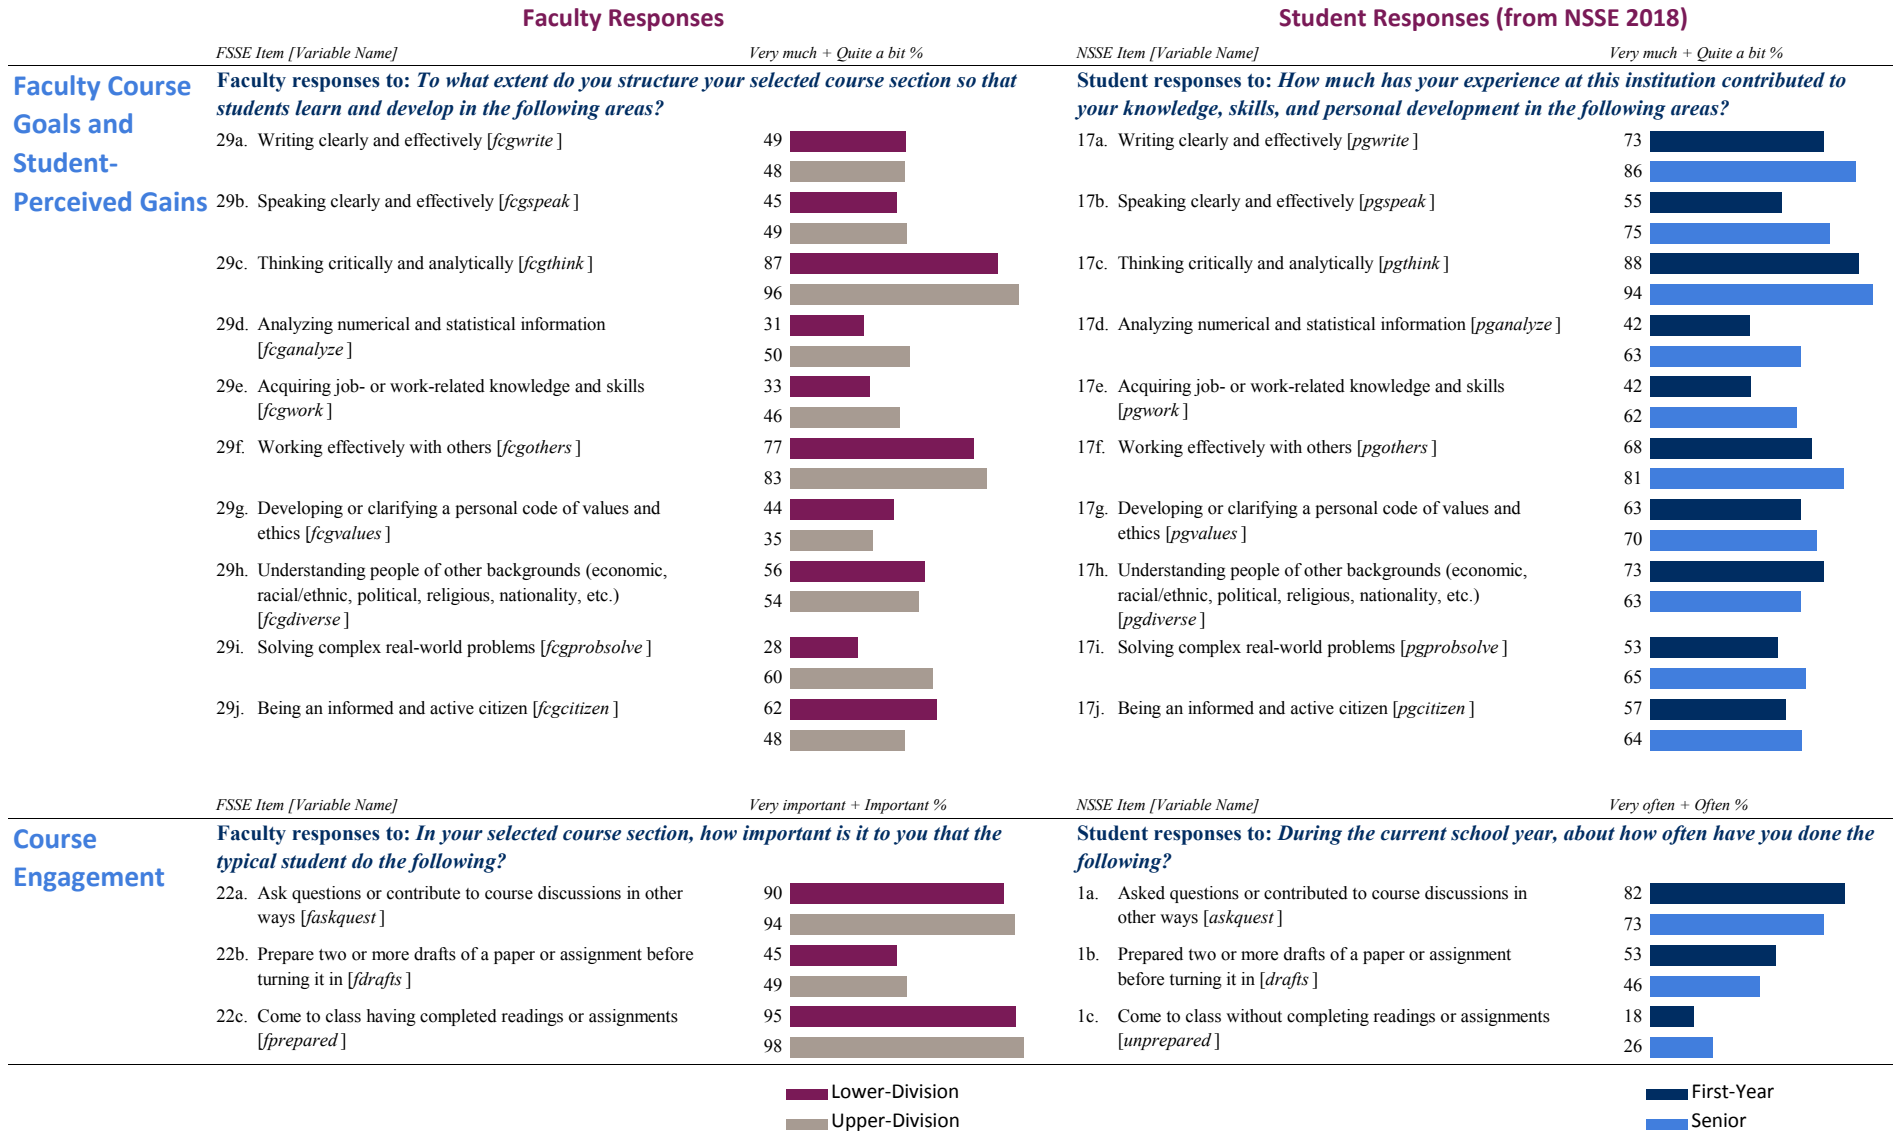 Faculty Responses
Student Responses (from NSSE 2018)
FSSE Item [Variable Name]
Very much + Quite a bit %
NSSE Item [Variable Name]
Very much + Quite a bit %
Faculty Course
Goals and
Student-
Perceived Gains
Faculty responses to: To what extent do you structure your selected course section so that
students learn and develop in the following areas?
29a. Writing clearly and effectively [fcgwrite ]
49
48
29b. Speaking clearly and effectively [fcgspeak ]
45
49
29c. Thinking critically and analytically [fcgthink ]
87
96
29d. Analyzing numerical and statistical information
[fcganalyze ]
31
50
29e. Acquiring job- or work-related knowledge and skills
[fcgwork ]
33
46
29f. Working effectively with others [fcgothers ]
77
83
29g. Developing or clarifying a personal code of values and
ethics [fcgvalues ]
44
35
29h. Understanding people of other backgrounds (economic,
racial/ethnic, political, religious, nationality, etc.)
[fcgdiverse ]
56
54
29i. Solving complex real-world problems [fcgprobsolve ]
28
60
29j. Being an informed and active citizen [fcgcitizen ]
62
48
Student responses to: How much has your experience at this institution contributed to
your knowledge, skills, and personal development in the following areas?
17a. Writing clearly and effectively [pgwrite ]
73
86
17b. Speaking clearly and effectively [pgspeak ]
55
75
17c. Thinking critically and analytically [pgthink ]
88
94
17d. Analyzing numerical and statistical information [pganalyze ]
42
63
17e. Acquiring job- or work-related knowledge and skills
[pgwork ]
42
62
17f. Working effectively with others [pgothers ]
68
81
17g. Developing or clarifying a personal code of values and
ethics [pgvalues ]
63
70
17h. Understanding people of other backgrounds (economic,
racial/ethnic, political, religious, nationality, etc.)
[pgdiverse ]
73
63
17i. Solving complex real-world problems [pgprobsolve ]
53
65
17j. Being an informed and active citizen [pgcitizen ]
57
64
FSSE Item [Variable Name]
Very important + Important %
NSSE Item [Variable Name]
Very often + Often %
Course
Engagement
Faculty responses to: In your selected course section, how important is it to you that the
typical student do the following?
22a. Ask questions or contribute to course discussions in other
ways [faskquest ]
90
94
22b. Prepare two or more drafts of a paper or assignment before
turning it in [fdrafts ]
45
49
22c. Come to class having completed readings or assignments
[fprepared ]
95
98
Student responses to: During the current school year, about how often have you done the
following?
1a. Asked questions or contributed to course discussions in
other ways [askquest ]
82
73
1b. Prepared two or more drafts of a paper or assignment
before turning it in [drafts ]
53
46
1c. Come to class without completing readings or assignments
[unprepared ]
18
26
Lower-Division
Upper-Division
First-Year
Senior